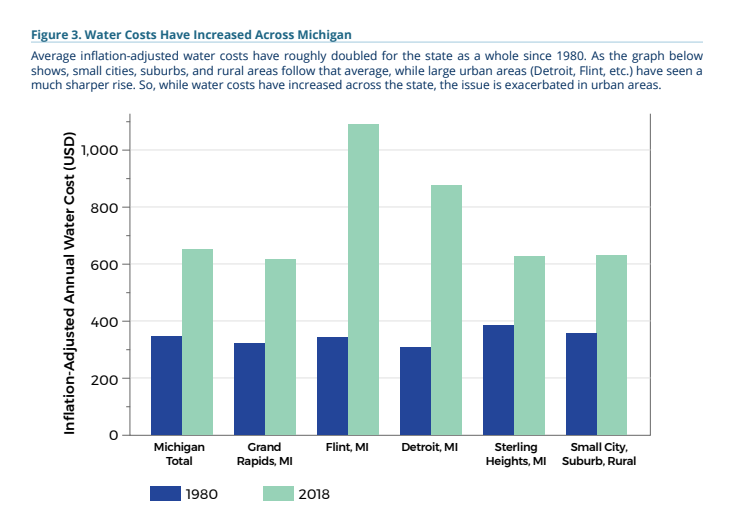 Figure 3. Water Costs Have Increased Across Michigan
Average inflation-adjusted water costs have roughly doubled for the state as a whole since 1980. As the graph below
shows, small cities, suburbs, and rural areas follow that average, while large urban areas (Detroit, Flint, etc.) have seen a
much sharper rise. So, while water costs have increased across the state, the issue is exacerbated in urban areas.
Inflation-Adjusted Annual Water Cost (USD)
1,000
800
600
400
200
0
Michigan
Total
Grand
Rapids, MI
Flint, MI
Detroit, MI
Sterling
Heights, MI
Small City,
Suburb, Rural
1980
2018